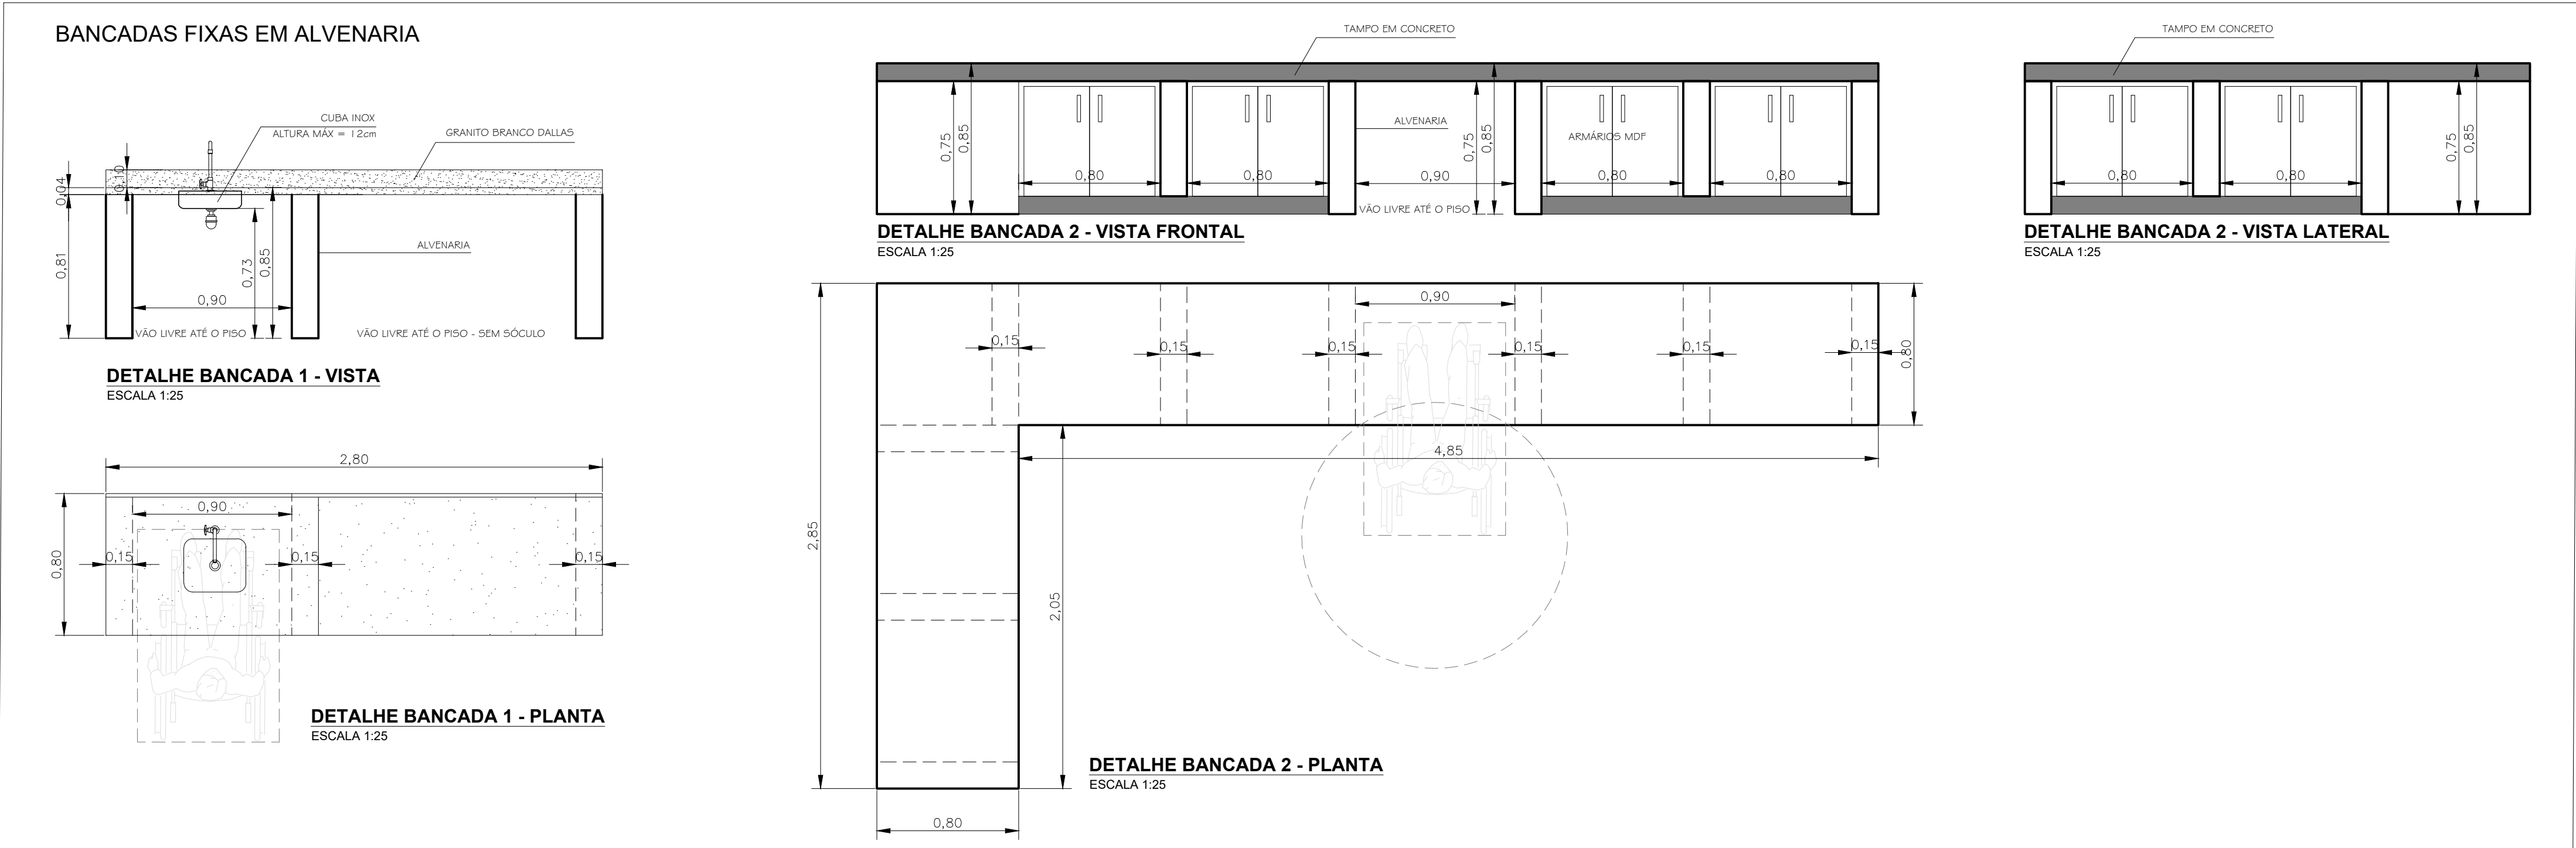 BANCADAS FIXAS EM ALVENARIA
CUBA INOX
ALTURA MÁX = 12cm
GRANITO BRANCO DALLAS
0,10
0,04
0,81
0,73
0,85
ALVENARIA
0,90
VÃO LIVRE ATÉ O PISO
VÃO LIVRE ATÉ O PISO - SEM SÓCULO
DETALHE BANCADA 1 - VISTA
ESCALA 1:25
2,80
0,90
0,80
0,15
0,15
0,15
DETALHE BANCADA 1 - PLANTA
ESCALA 1:25
TAMPO EM CONCRETO
0,75
0,85
ALVENARIA
0,75
0,85
ARMÁRIOS MDF
0,80
0,80
0,90
0,80
0,80
VÃO LIVRE ATÉ O PISO
DETALHE BANCADA 2 - VISTA FRONTAL
ESCALA 1:25
0,90
0,15
0,15
0,15
0,15
0,15
0,15
0,80
4,85
2,85
2,05
0,80
DETALHE BANCADA 2 - PLANTA
ESCALA 1:25
TAMPO EM CONCRETO
0,80
0,80
0,75
0,85
DETALHE BANCADA 2 - VISTA LATERAL
ESCALA 1:25